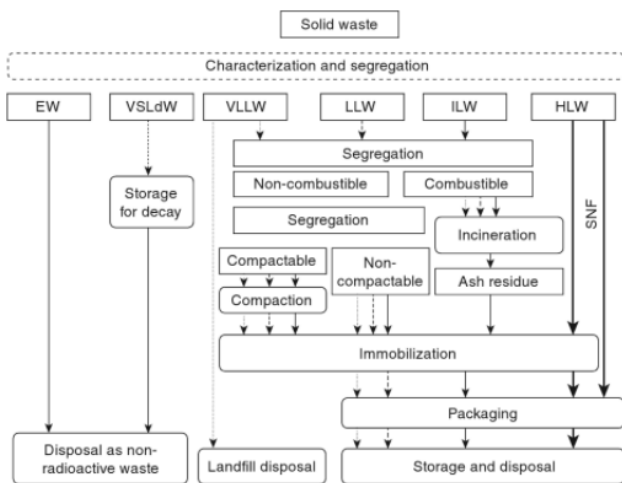 Solid waste
Characterization and segregation
EW
VSLdW
VLLW
LLW
ILW
HLW
Segregation
Non-combustible
Combustible
Storage
for decay
SNF
Segregation
Incineration
Compactable
Non-
compactable
Ash residue
Compaction
Immobilization
Packaging
Disposal as non-
radioactive waste
Landfill disposal
Storage and disposal